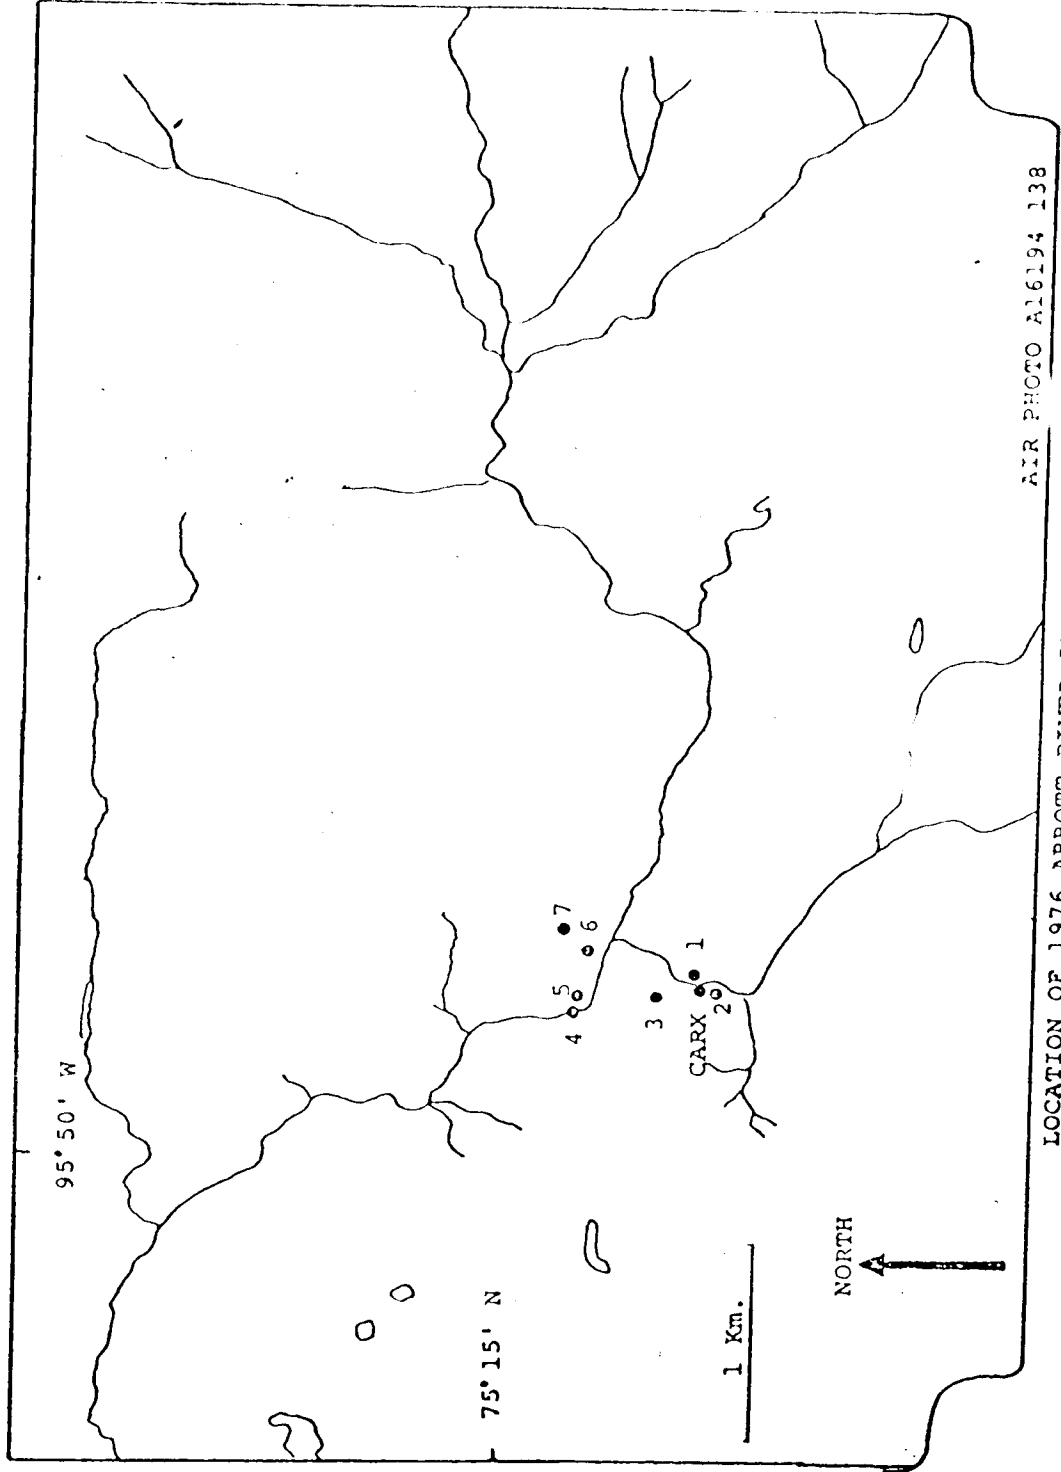 95°50' W
75°15' N
1 Km.
NORTH
CARX
1
2
3
4
5
6
7
AIR PHOTO A16194 138
LOCATION OF 1976 ABBOTT RIVER